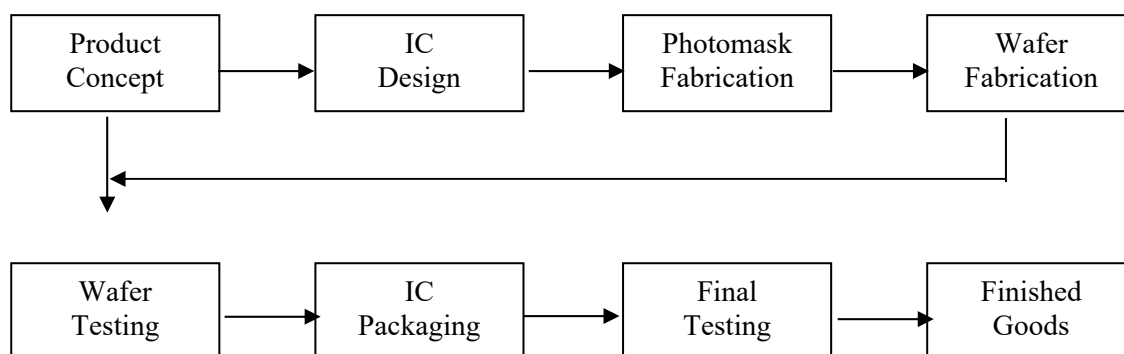 Product
Concept
IC
Design
Photomask
Fabrication
Wafer
Fabrication
Wafer
Testing
IC
Packaging
Final
Testing
Finished
Goods